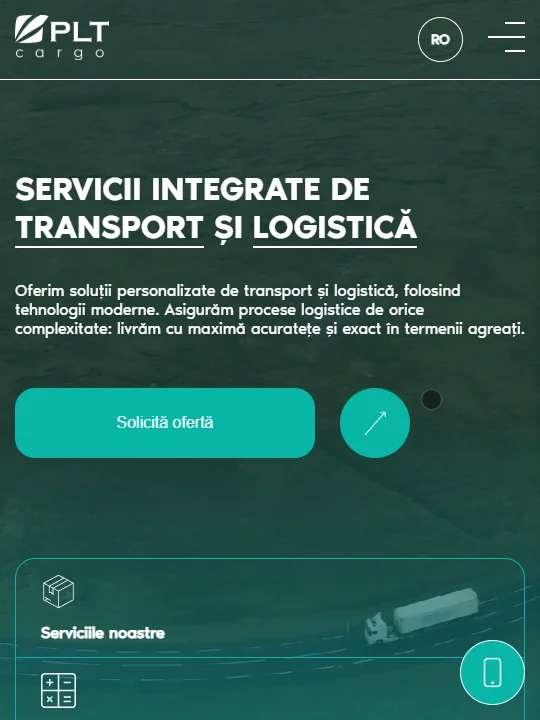 PLT
cargo
RO
SERVICII INTEGRATE DE
TRANSPORT ȘI LOGISTICĂ
Oferim soluții personalizate de transport și logistică, folosind
tehnologii moderne. Asigurăm procese logistice de orice
complexitate: livrăm cu maximă acuratețe și exact în termenii agreați.
Solicită ofertă
Serviciile noastre